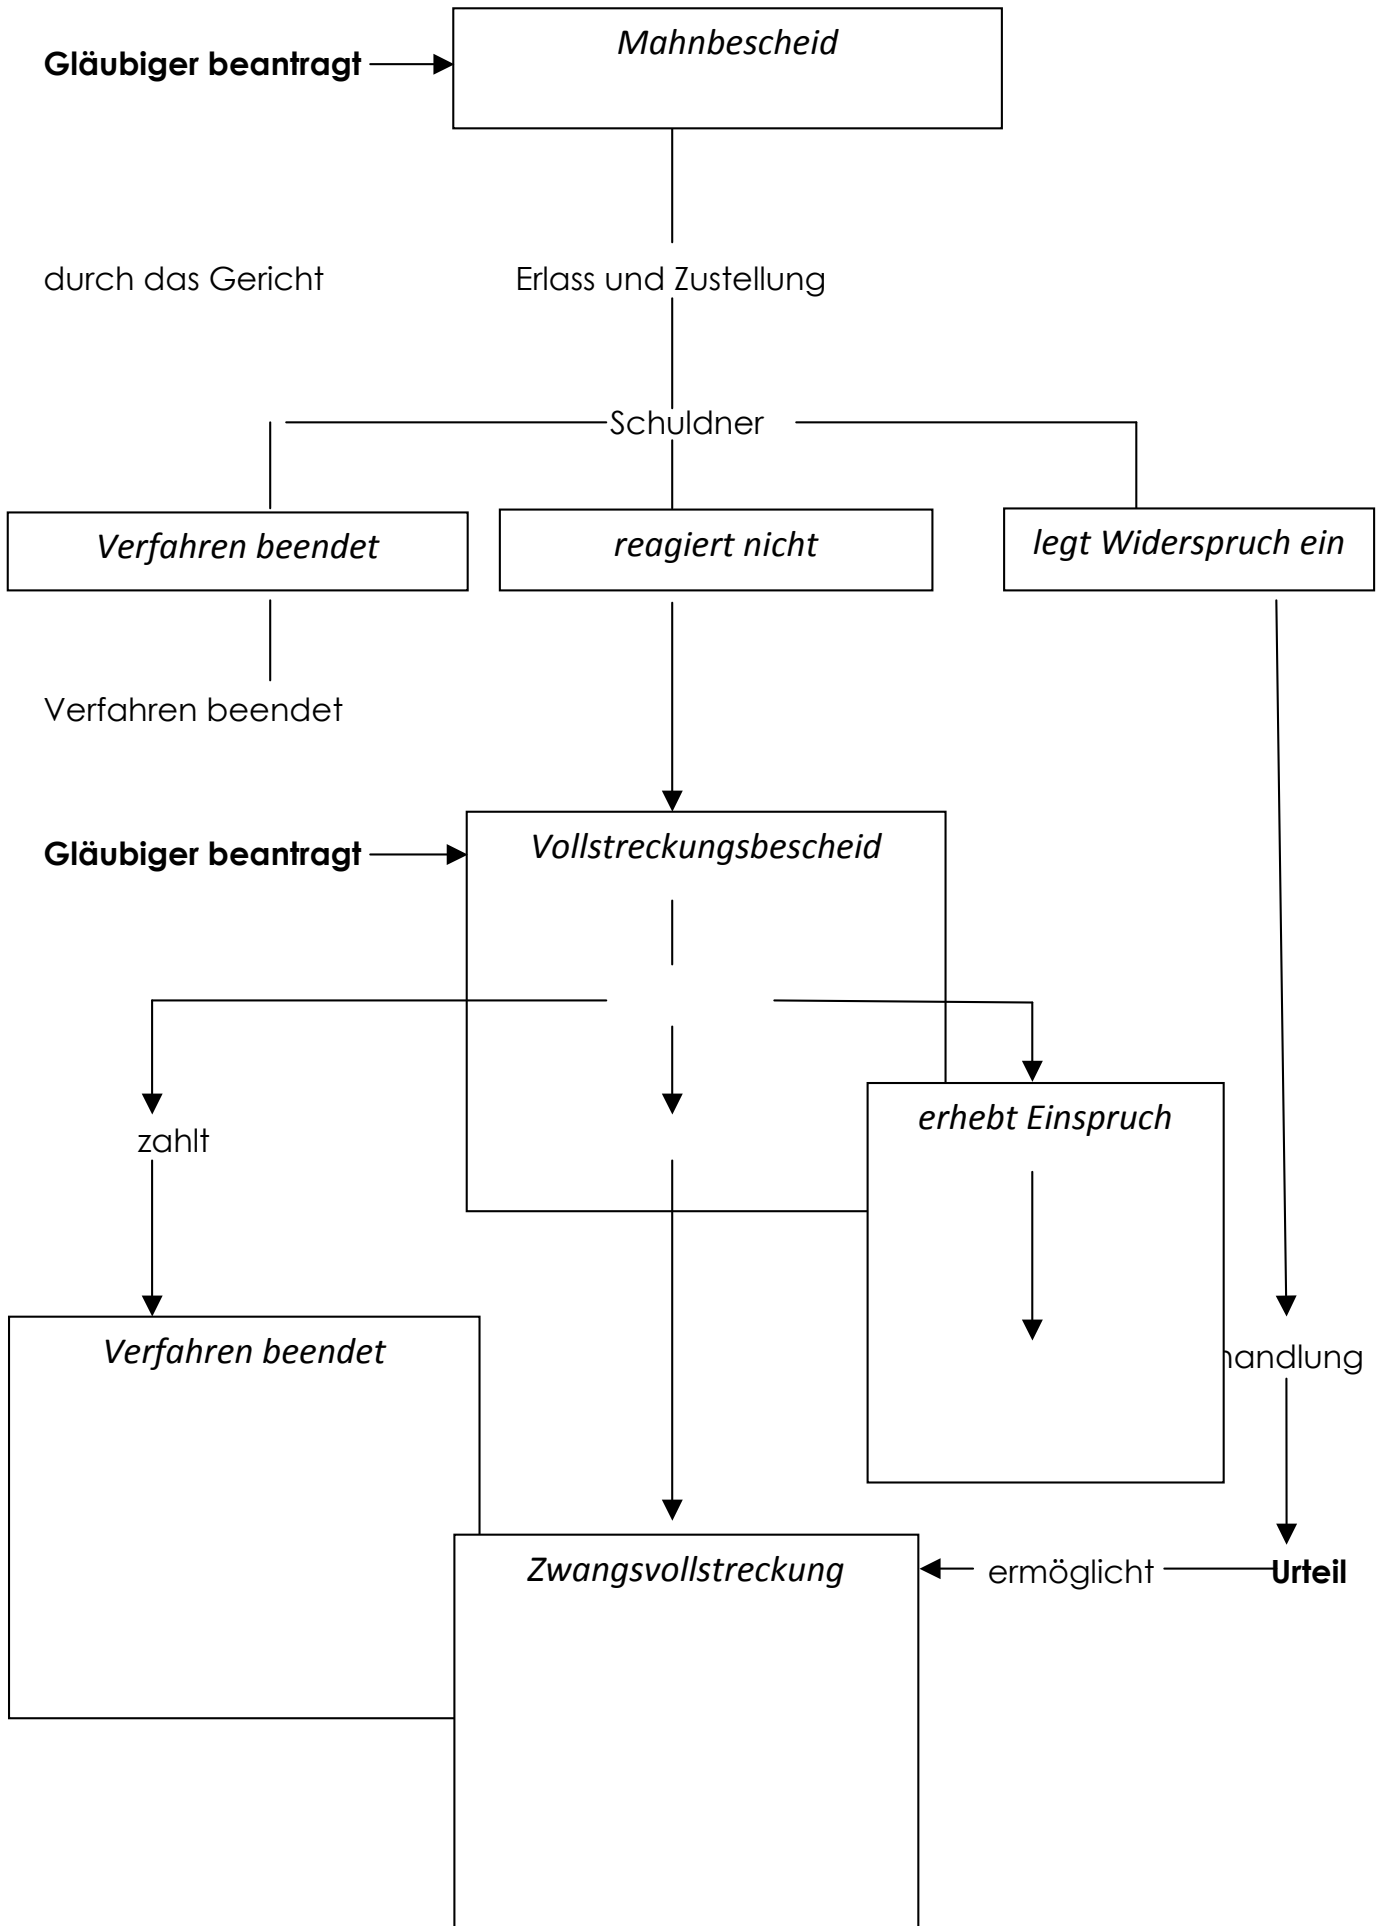 Mahnbescheid
Gläubiger beantragt
durch das Gericht Erlass und Zustellung
Schuldner
Verfahren beendet reagiert nicht legt Widerspruch ein
Verfahren beendet
Gläubiger beantragt Vollstreckungsbescheid
erhebt Einspruch
zahlt
Verfahren beendet handlung
Zwangsvollstreckung ermöglicht Urteil